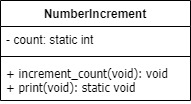 NumberIncrement
- count: static int
+ increment_count(void): void
+ print(void): static void